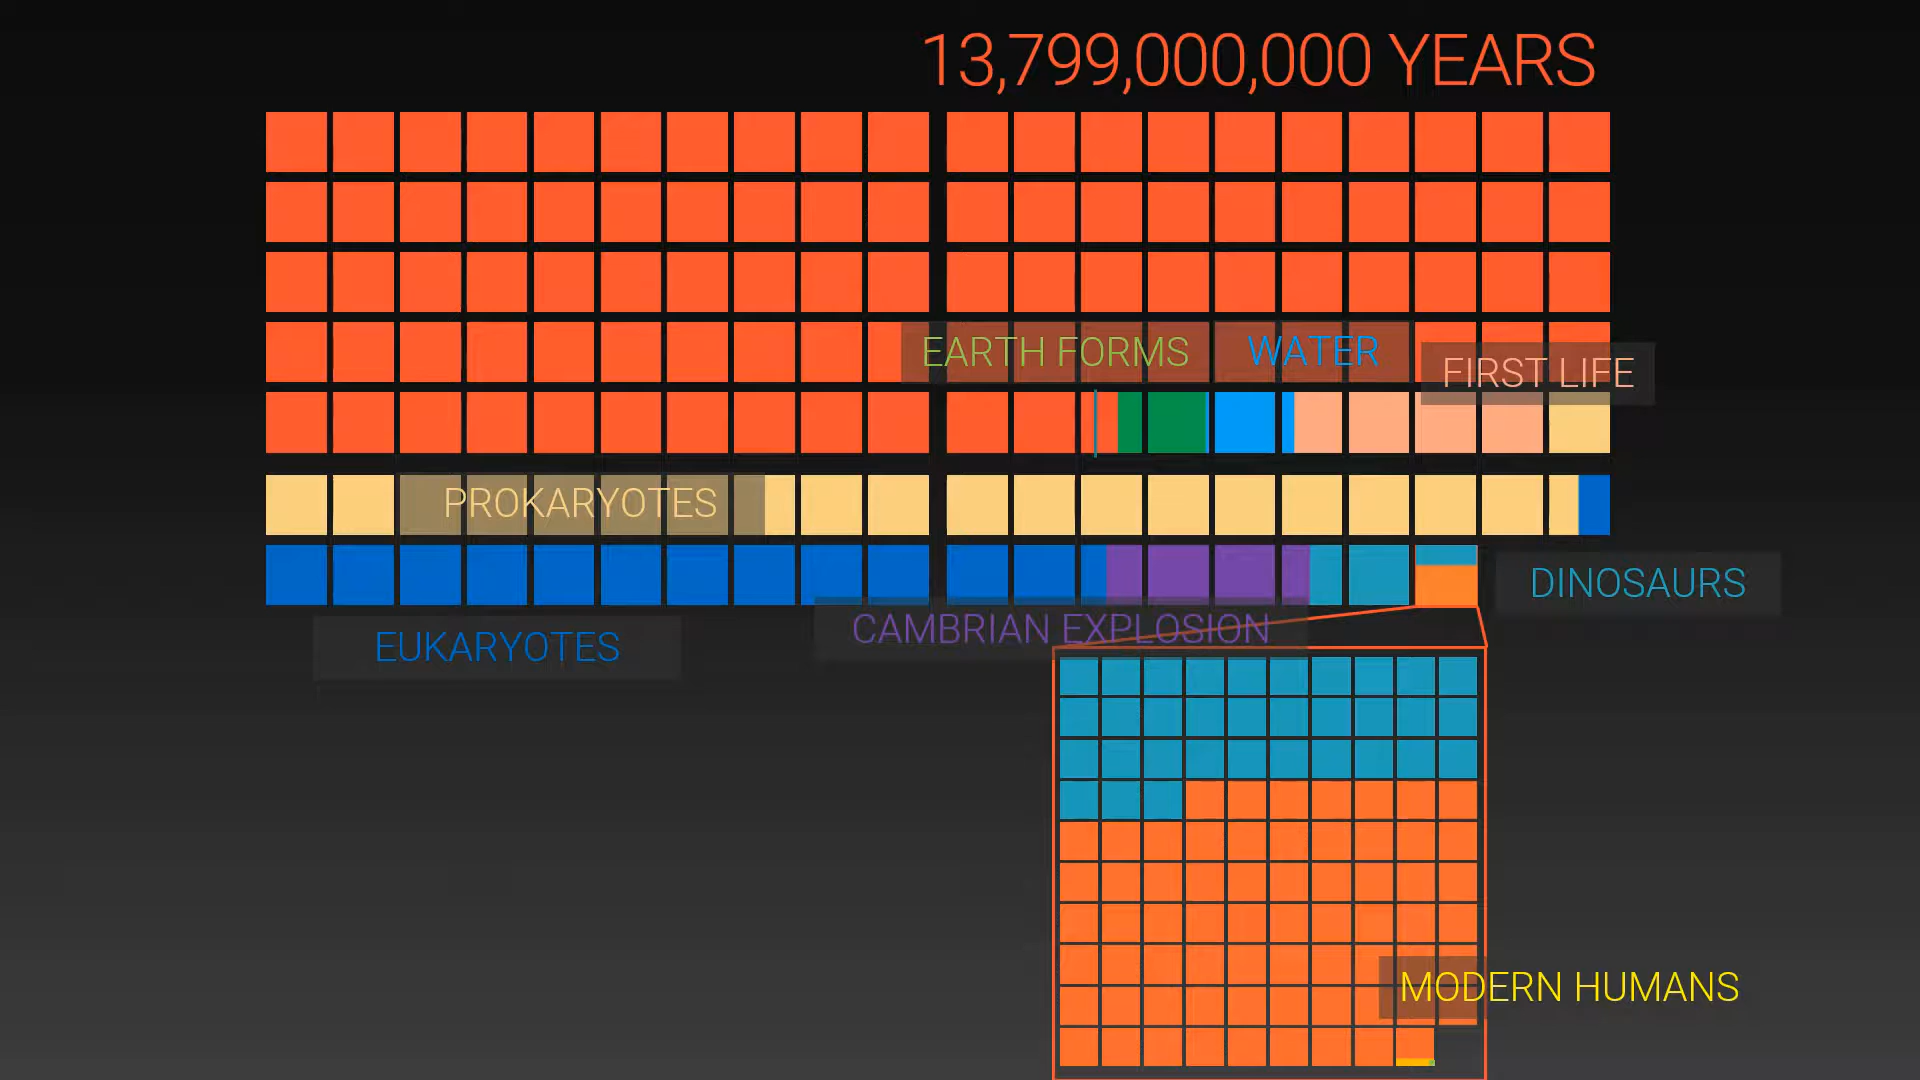 13,799,000,000 YEARS
EARTH FORMS
WATER
FIRST LIFE
PROKARYOTES
DINOSAURS
EUKARYOTES
CAMBRIAN EXPLOSION
MODERN HUMANS